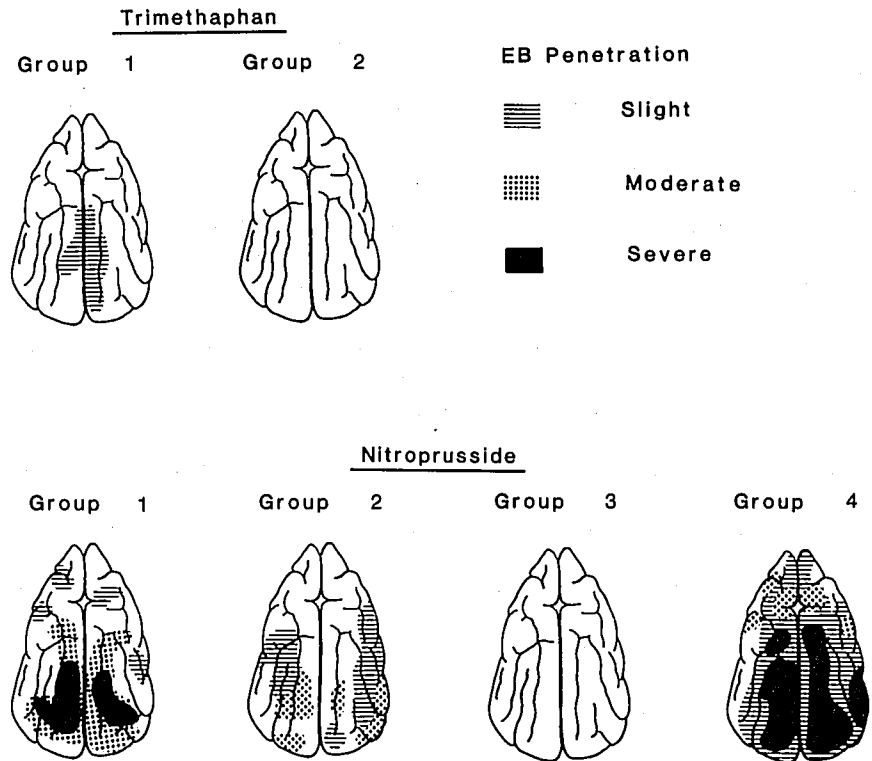 Trimethaphan
Group 1
Group 2
EB Penetration
Slight
Moderate
Severe
Nitroprusside
Group 1
Group 2
Group 3
Group 4